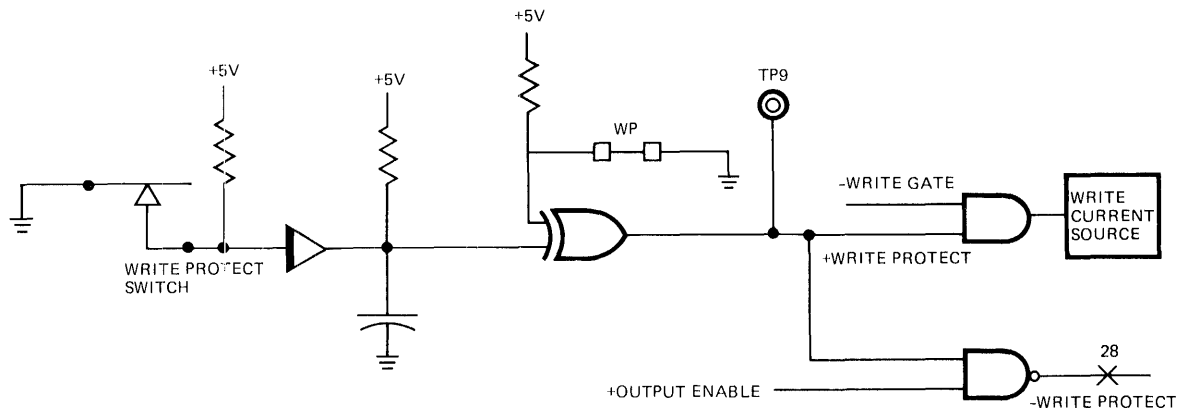 +5V
+5V
+5V
WP
TP9
-WRITE GATE
+WRITE PROTECT
WRITE
CURRENT
SOURCE
WRITE PROTECT
SWITCH
+OUTPUT ENABLE
28
-WRITE PROTECT